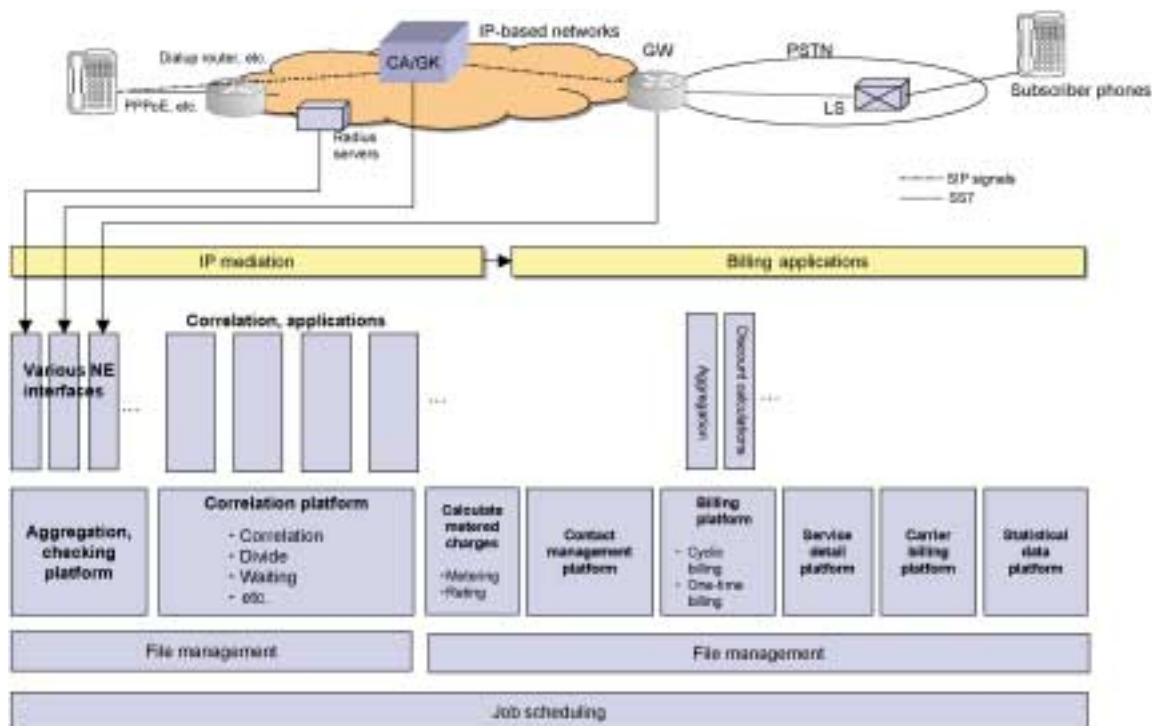 IP-based networks
Dialup router, etc.
CA/GK
GW
PSTN
PPPoE, etc.
LS
Subscriber phones
Radius
servers
SIP signals
SS7
IP mediation
Billing applications
Correlation, applications
Various NE
interfaces
...
...
Aggregation
Discount calculations
...
Aggregation,
checking
platform
Correlation platform
・Correlation
・Divide
・Waiting
・etc.
Calculate
metered
charges
・Metering
・Rating
Contact
management
platform
Billing
platform
・Cyclic
billing
・One-time
billing
Service
detail
platform
Carrier
billing
platform
Statistical
data
platform
File management
File management
Job scheduling